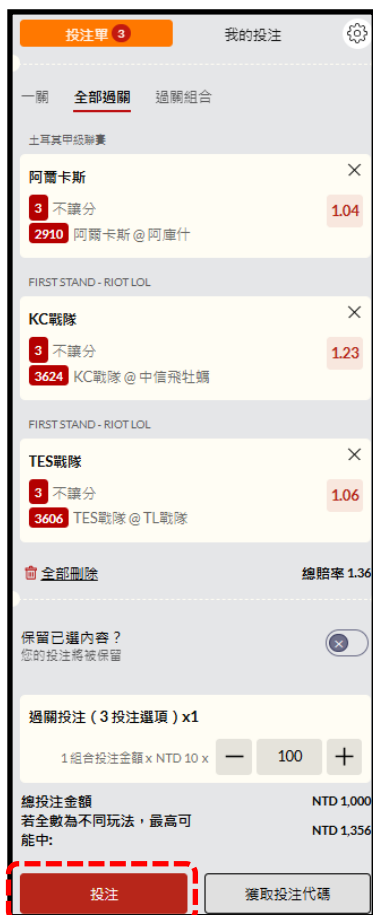 投注單 3 我的投注
一關 全部過關 過關組合
土耳其甲級聯賽
阿爾卡斯
3 不讓分 1.04
2910 阿爾卡斯@阿庫什
FIRST STAND - RIOT LOL
KC戰隊
3 不讓分 1.23
3624 KC戰隊@中信飛牡蠣
FIRST STAND - RIOT LOL
TES戰隊
3 不讓分 1.06
3606 TES戰隊@TL戰隊
全部刪除 總賠率 1.36
保留已選內容？
您的投注將被保留
過關投注（3 投注選項）x1
1 組合投注金額 x NTD 10 x 100
總投注金額 NTD 1,000
若全數為不同玩法，最高可
能中: NTD 1,356
投注 獲取投注代碼